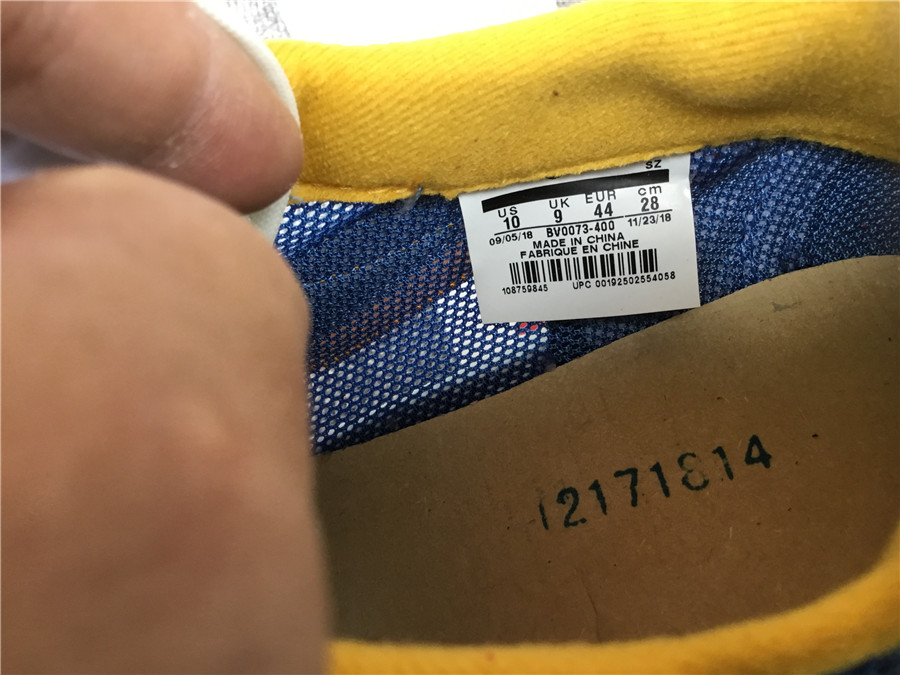 SZ
US UK EUR cm
10 9 44 28
09/05/18 BV0073-400 11/23/18
MADE IN CHINA
FABRIQUE EN CHINE
108759845 UPC 00192502554058
12171814